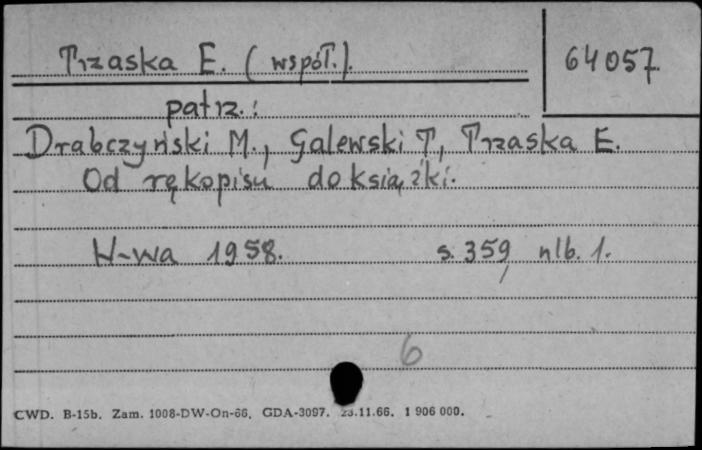 Trzaska E. (współ.).
64057
patrz.:
Drabczyński M., Galewski T, Trzaska E.
Od rękopisu do książki.
W-wa 1958. s. 359, nlb. 1.
6
CWD. B-15b. Zam. 1008-DW-On-66. GDA-3097. 23.11.66. 1 906 000.